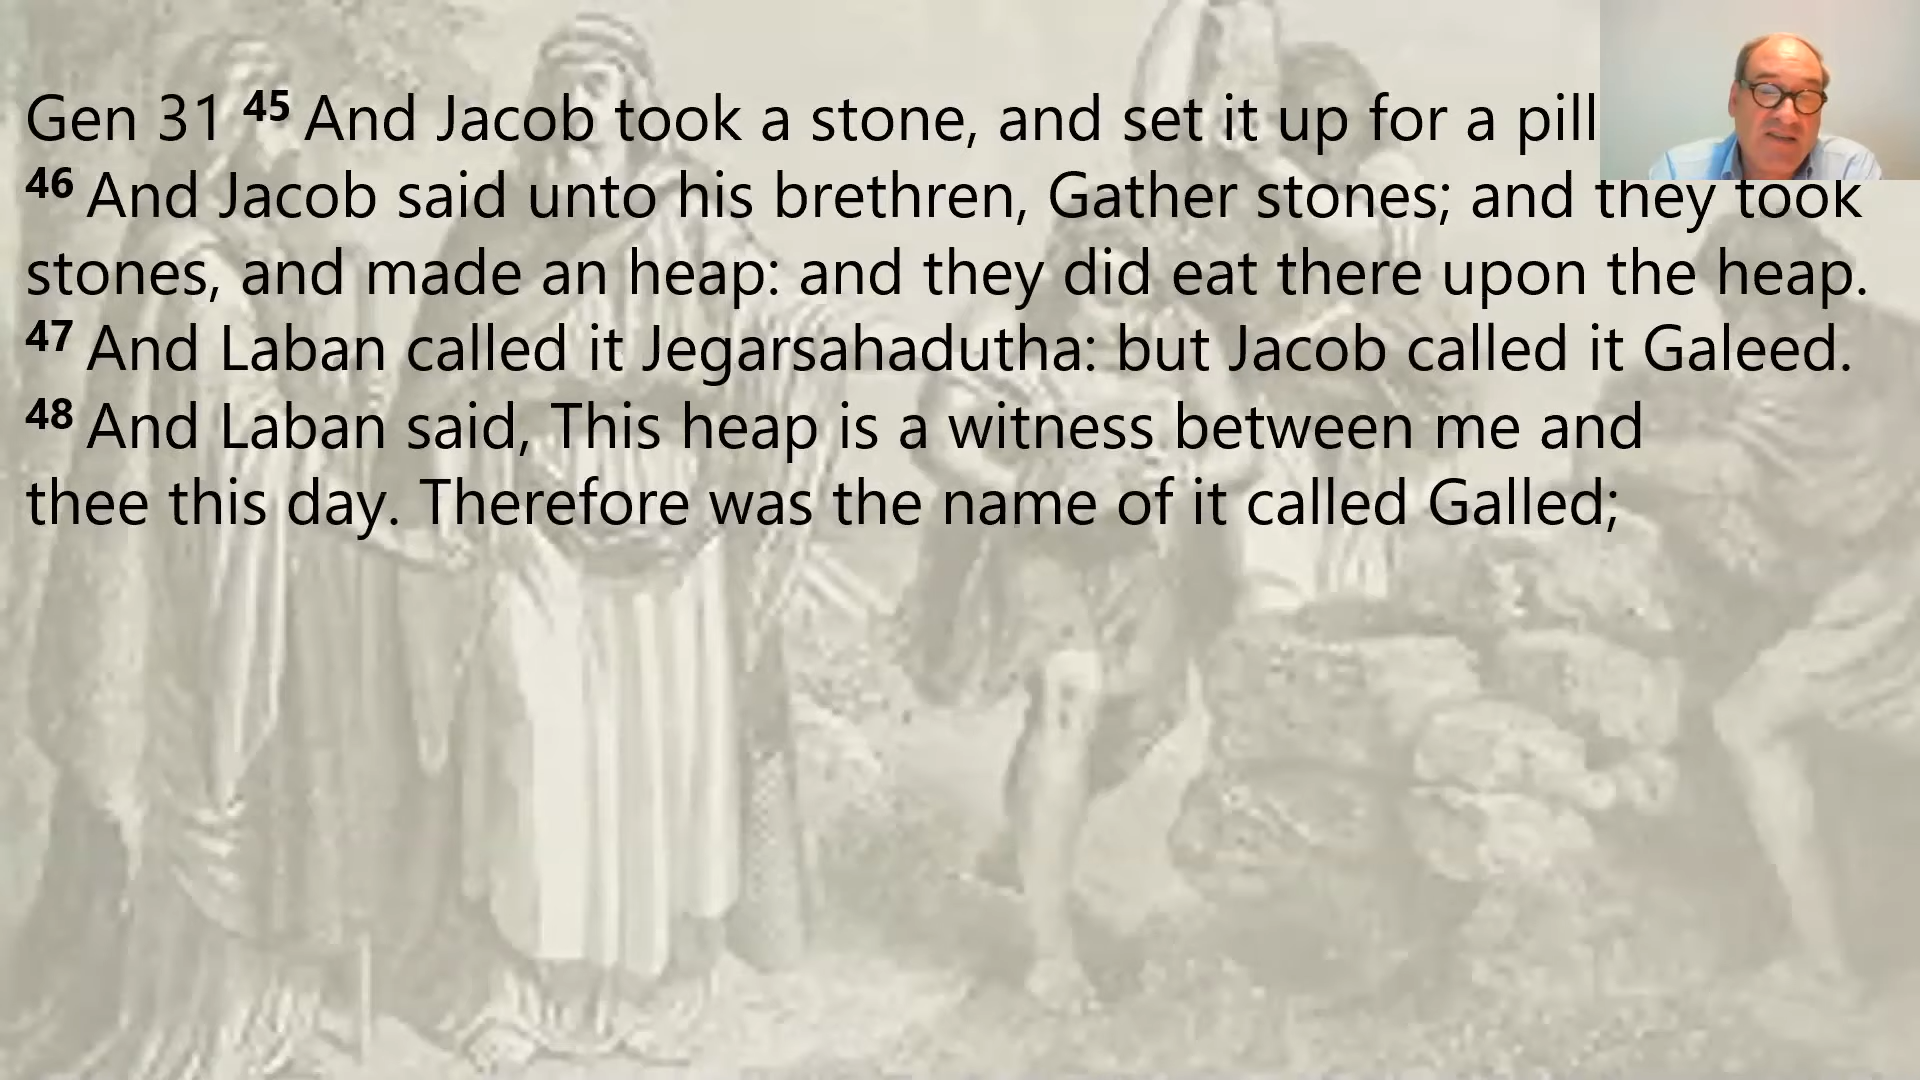 Gen 31 45 And Jacob took a stone, and set it up for a pill
46 And Jacob said unto his brethren, Gather stones; and they took
stones, and made an heap: and they did eat there upon the heap.
47 And Laban called it Jegarsahadutha: but Jacob called it Galeed.
48 And Laban said, This heap is a witness between me and
thee this day. Therefore was the name of it called Galled;